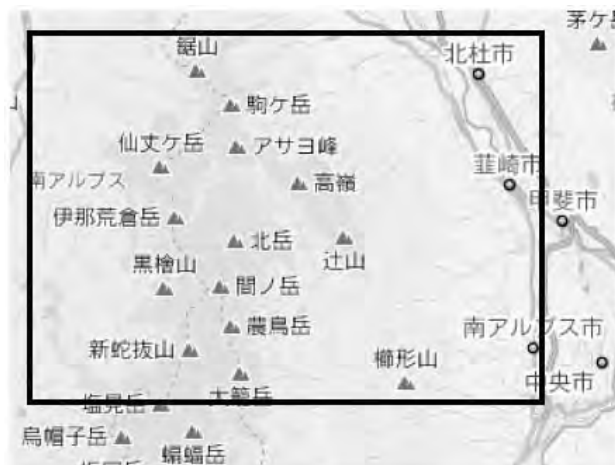 茅ケ岳
鋸山
北杜市
駒ケ岳
仙丈ケ岳
アサヨ峰
南アルプス
高嶺
韮崎市
甲斐市
伊那荒倉岳
北岳
辻山
黒檜山
間ノ岳
農鳥岳
新蛇抜山
櫛形山
南アルプス市
中央市
大籠岳
塩見岳
烏帽子岳
蝙蝠岳